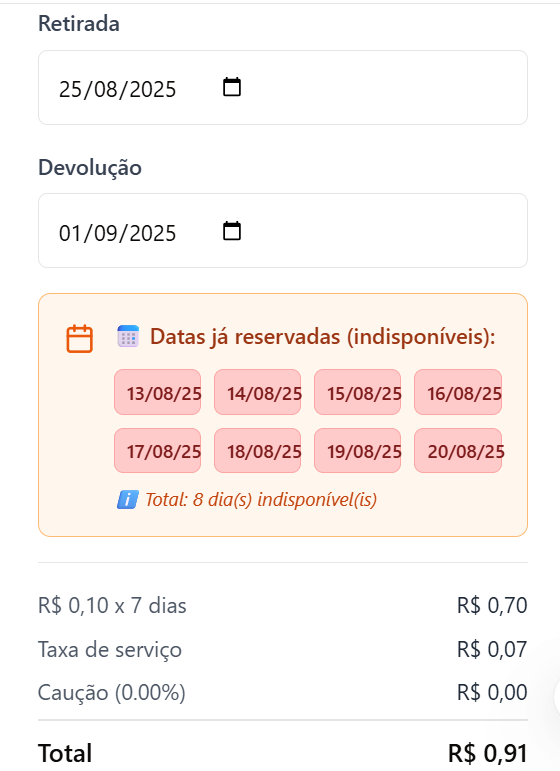 Retirada
25/08/2025
Devolução
01/09/2025
Datas já reservadas (indisponíveis):
13/08/25 14/08/25 15/08/25 16/08/25
17/08/25 18/08/25 19/08/25 20/08/25
Total: 8 dia(s) indisponível(is)
R$ 0,10 x 7 dias R$ 0,70
Taxa de serviço R$ 0,07
Caução (0.00%) R$ 0,00
Total R$ 0,91